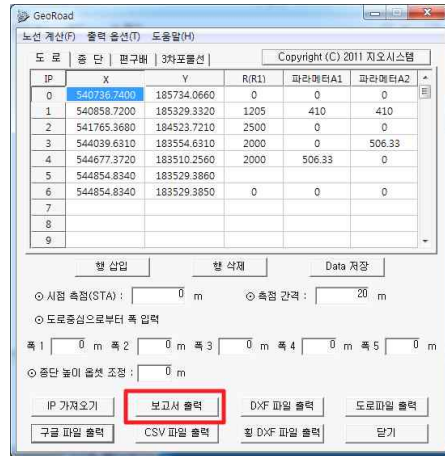 GeoRoad
노선 계산(F) 출력 옵션(T) 도움말(H)
도 로 종 단 편구배 3차포물선 Copyright (C) 2011 지오시스템
IP X Y R(R1) 파라메터A1 파라메터A2
0 540736.7400 185734.0660 0 0 0
1 540858.7200 185329.3320 1205 410 410
2 541765.3680 184523.7210 2500 0 0
3 544039.6310 183554.6310 2000 0 506.33
4 544677.3720 183510.2560 2000 506.33 0
5 544854.8340 183529.3860
6 544854.8340 183529.3850 0 0 0
7
8
9
행 삽입 행 삭제 Data 저장
시점 측점(STA) : 0 m 측점 간격 : 20 m
도로중심으로부터 폭 입력
폭 1 0 m 폭 2 0 m 폭 3 0 m 폭 4 0 m 폭 5 0 m
종단 높이 옵셋 조정 : 0 m
IP 가져오기 보고서 출력 DXF 파일 출력 도로파일 출력
구글 파일 출력 CSV 파일 출력 횡 DXF 파일 출력 닫기